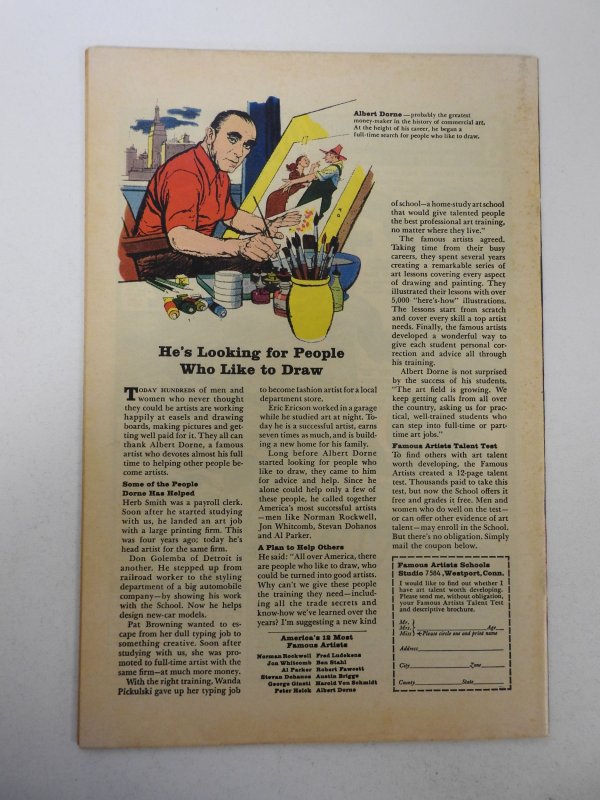 Albert Dorne—probably the greatest
money-maker in the history of commercial art.
At the height of his career, he began a
full-time search for people who like to draw.
He's Looking for People
Who Like to Draw
TODAY HUNDREDS of men and
women who never thought
they could be artists are working
happily at easels and drawing
boards, making pictures and get-
ting well paid for it. They all can
thank Albert Dorne, a famous
artist who devotes almost his full
time to helping other people be-
come artists.
Some of the People
Dorne Has Helped
Herb Smith was a payroll clerk.
Soon after he started studying
with us, he landed an art job
with a large printing firm. This
was four years ago; today he's
head artist for the same firm.
Don Golemba of Detroit is
another. He stepped up from
railroad worker to the styling
department of a big automobile
company—by showing his work
with the School. Now he helps
design new-car models.
Pat Browning wanted to es-
cape from her dull typing job to
something creative. Soon after
studying with us, she was pro-
moted to full-time artist with the
same firm—at much more money.
With the right training, Wanda
Pickulski gave up her typing job
to become fashion artist for a local
department store.
Eric Ericson worked in a garage
while he studied art at night. To-
day he is a successful artist, earns
seven times as much, and is build-
ing a new home for his family.
Long before Albert Dorne
started looking for people who
like to draw, they came to him
for advice and help. Since he
alone could help only a few of
these people, he called together
America's most successful artists
—men like Norman Rockwell,
Jon Whitcomb, Stevan Dohanos
and Al Parker.
A Plan to Help Others
He said: "All over America, there
are people who like to draw, who
could be turned into good artists.
Why can't we give these people
the training they need—includ-
ing all the trade secrets and
know-how we've learned over the
years? I'm suggesting a new kind
America's 12 Most
Famous Artists
Norman Rockwell Fred Ludekens
Jon Whitcomb Ben Stahl
Al Parker Robert Fawcett
Stevan Dohanos Austin Briggs
George Giusti Harold Von Schmidt
Peter Helck Albert Dorne
of school—a home-study art school
that would give talented people
the best professional art training,
no matter where they live."
The famous artists agreed.
Taking time from their busy
careers, they spent several years
creating a remarkable series of
art lessons covering every aspect
of drawing and painting. They
illustrated their lessons with over
5,000 "here's-how" illustrations.
The lessons start from scratch
and cover every skill a top artist
needs. Finally, the famous artists
developed a wonderful way to
give each student personal cor-
rection and advice all through
his training.
Albert Dorne is not surprised
by the success of his students.
"The art field is growing. We
keep getting calls from all over
the country, asking us for prac-
tical, well-trained students who
can step into full-time or part-
time art jobs."
Famous Artists Talent Test
To find others with art talent
worth developing, the Famous
Artists created a 12-page talent
test. Thousands paid to take this
test, but now the School offers it
free and grades it free. Men and
women who do well on the test—
or can offer other evidence of art
talent—may enroll in the School.
But there's no obligation. Simply
mail the coupon below.
Famous Artists Schools
Studio 7584, Westport, Conn.
I would like to find out whether I
have art talent worth developing.
Please send me, without obligation,
your Famous Artists Talent Test
and descriptive brochure.
Mr.
Mrs. Age
Miss Please circle one and print name
Address
City Zone
County State